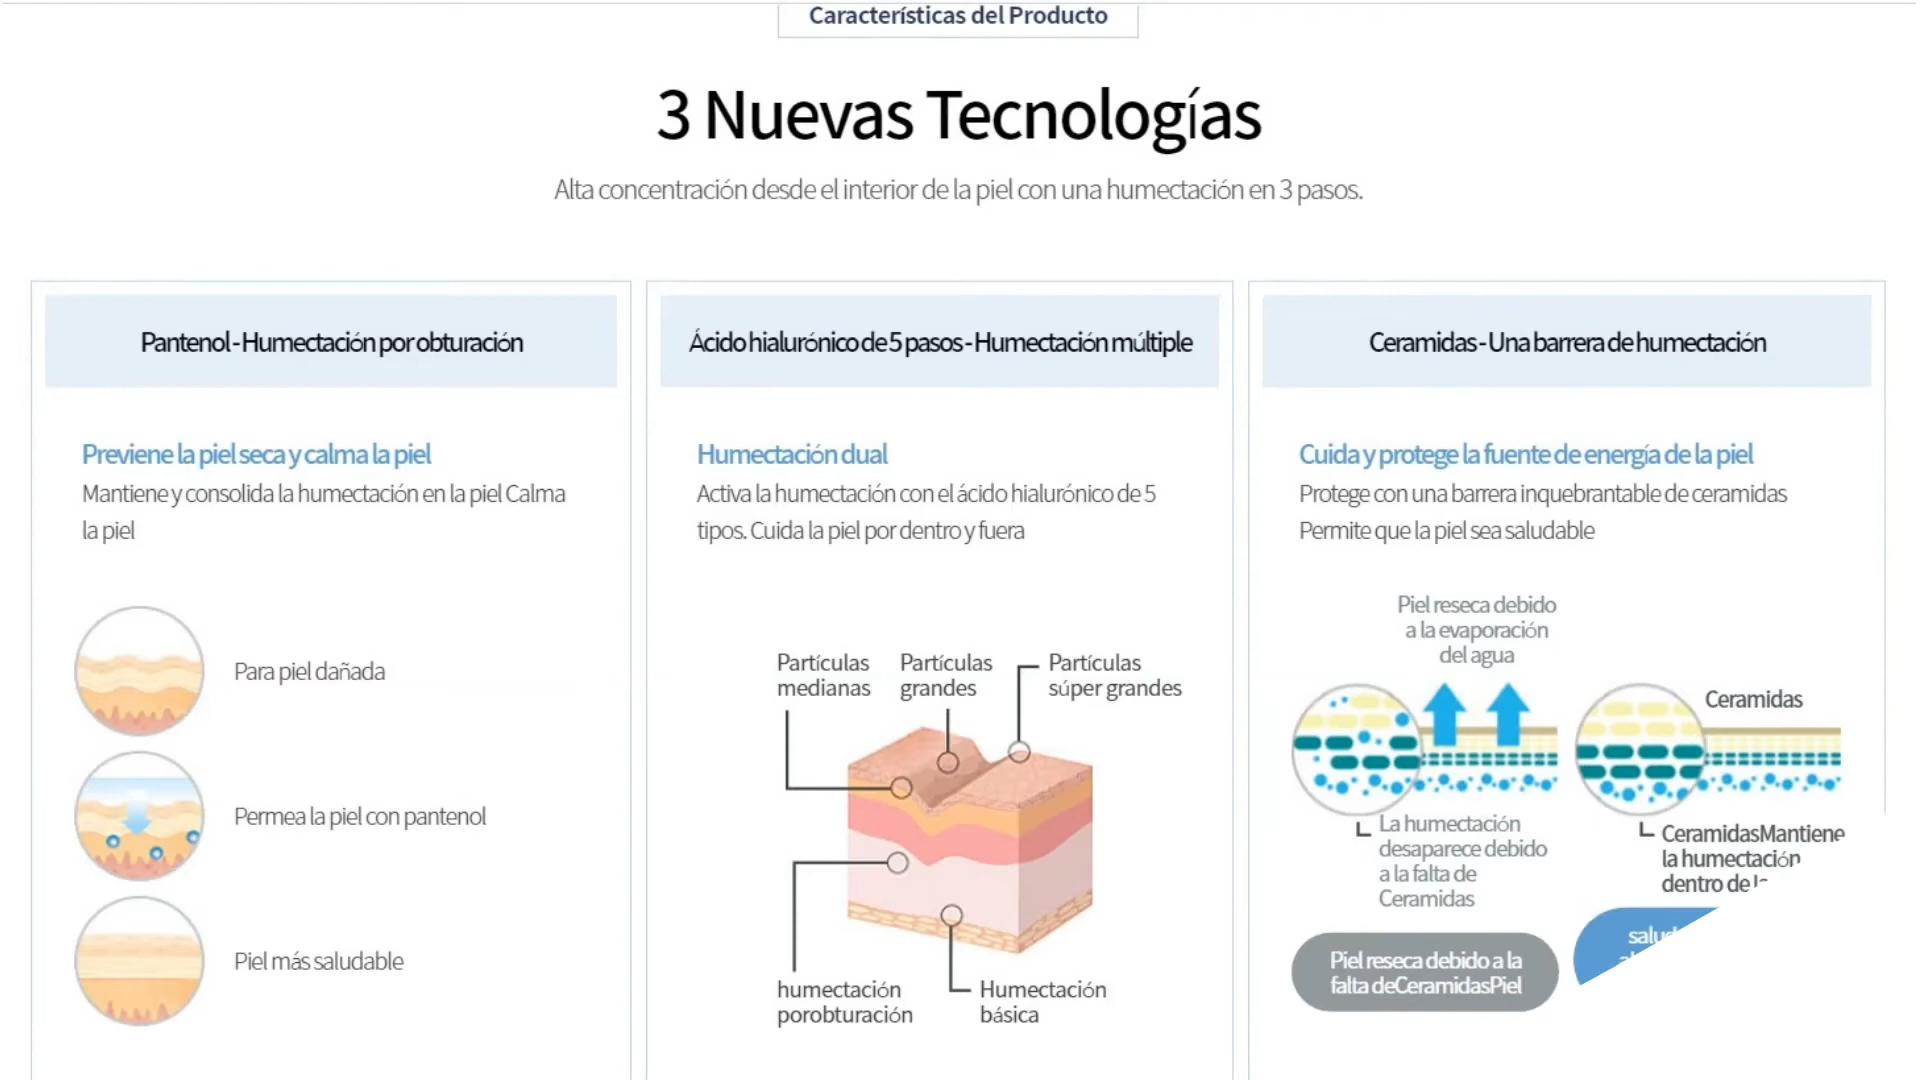 Características del Producto
3 Nuevas Tecnologías
Alta concentración desde el interior de la piel con una humectación en 3 pasos.
Pantenol - Humectación por obturación
Previene la piel seca y calma la piel
Mantiene y consolida la humectación en la piel Calma
la piel
Para piel dañada
Permea la piel con pantenol
Piel más saludable
Ácido hialurónico de 5 pasos - Humectación múltiple
Humectación dual
Activa la humectación con el ácido hialurónico de 5
tipos. Cuida la piel por dentro y fuera
Partículas
medianas
Partículas
grandes
Partículas
súper grandes
humectación
porobturación
Humectación
básica
Ceramidas - Una barrera de humectación
Cuida y protege la fuente de energía de la piel
Protege con una barrera inquebrantable de ceramidas
Permite que la piel sea saludable
Piel reseca debido
a la evaporación
del agua
Ceramidas
La humectación
desaparece debido
a la falta de
Ceramidas
CeramidasMantiene
la humectación
dentro de
Piel reseca debido a la
falta deCeramidasPiel